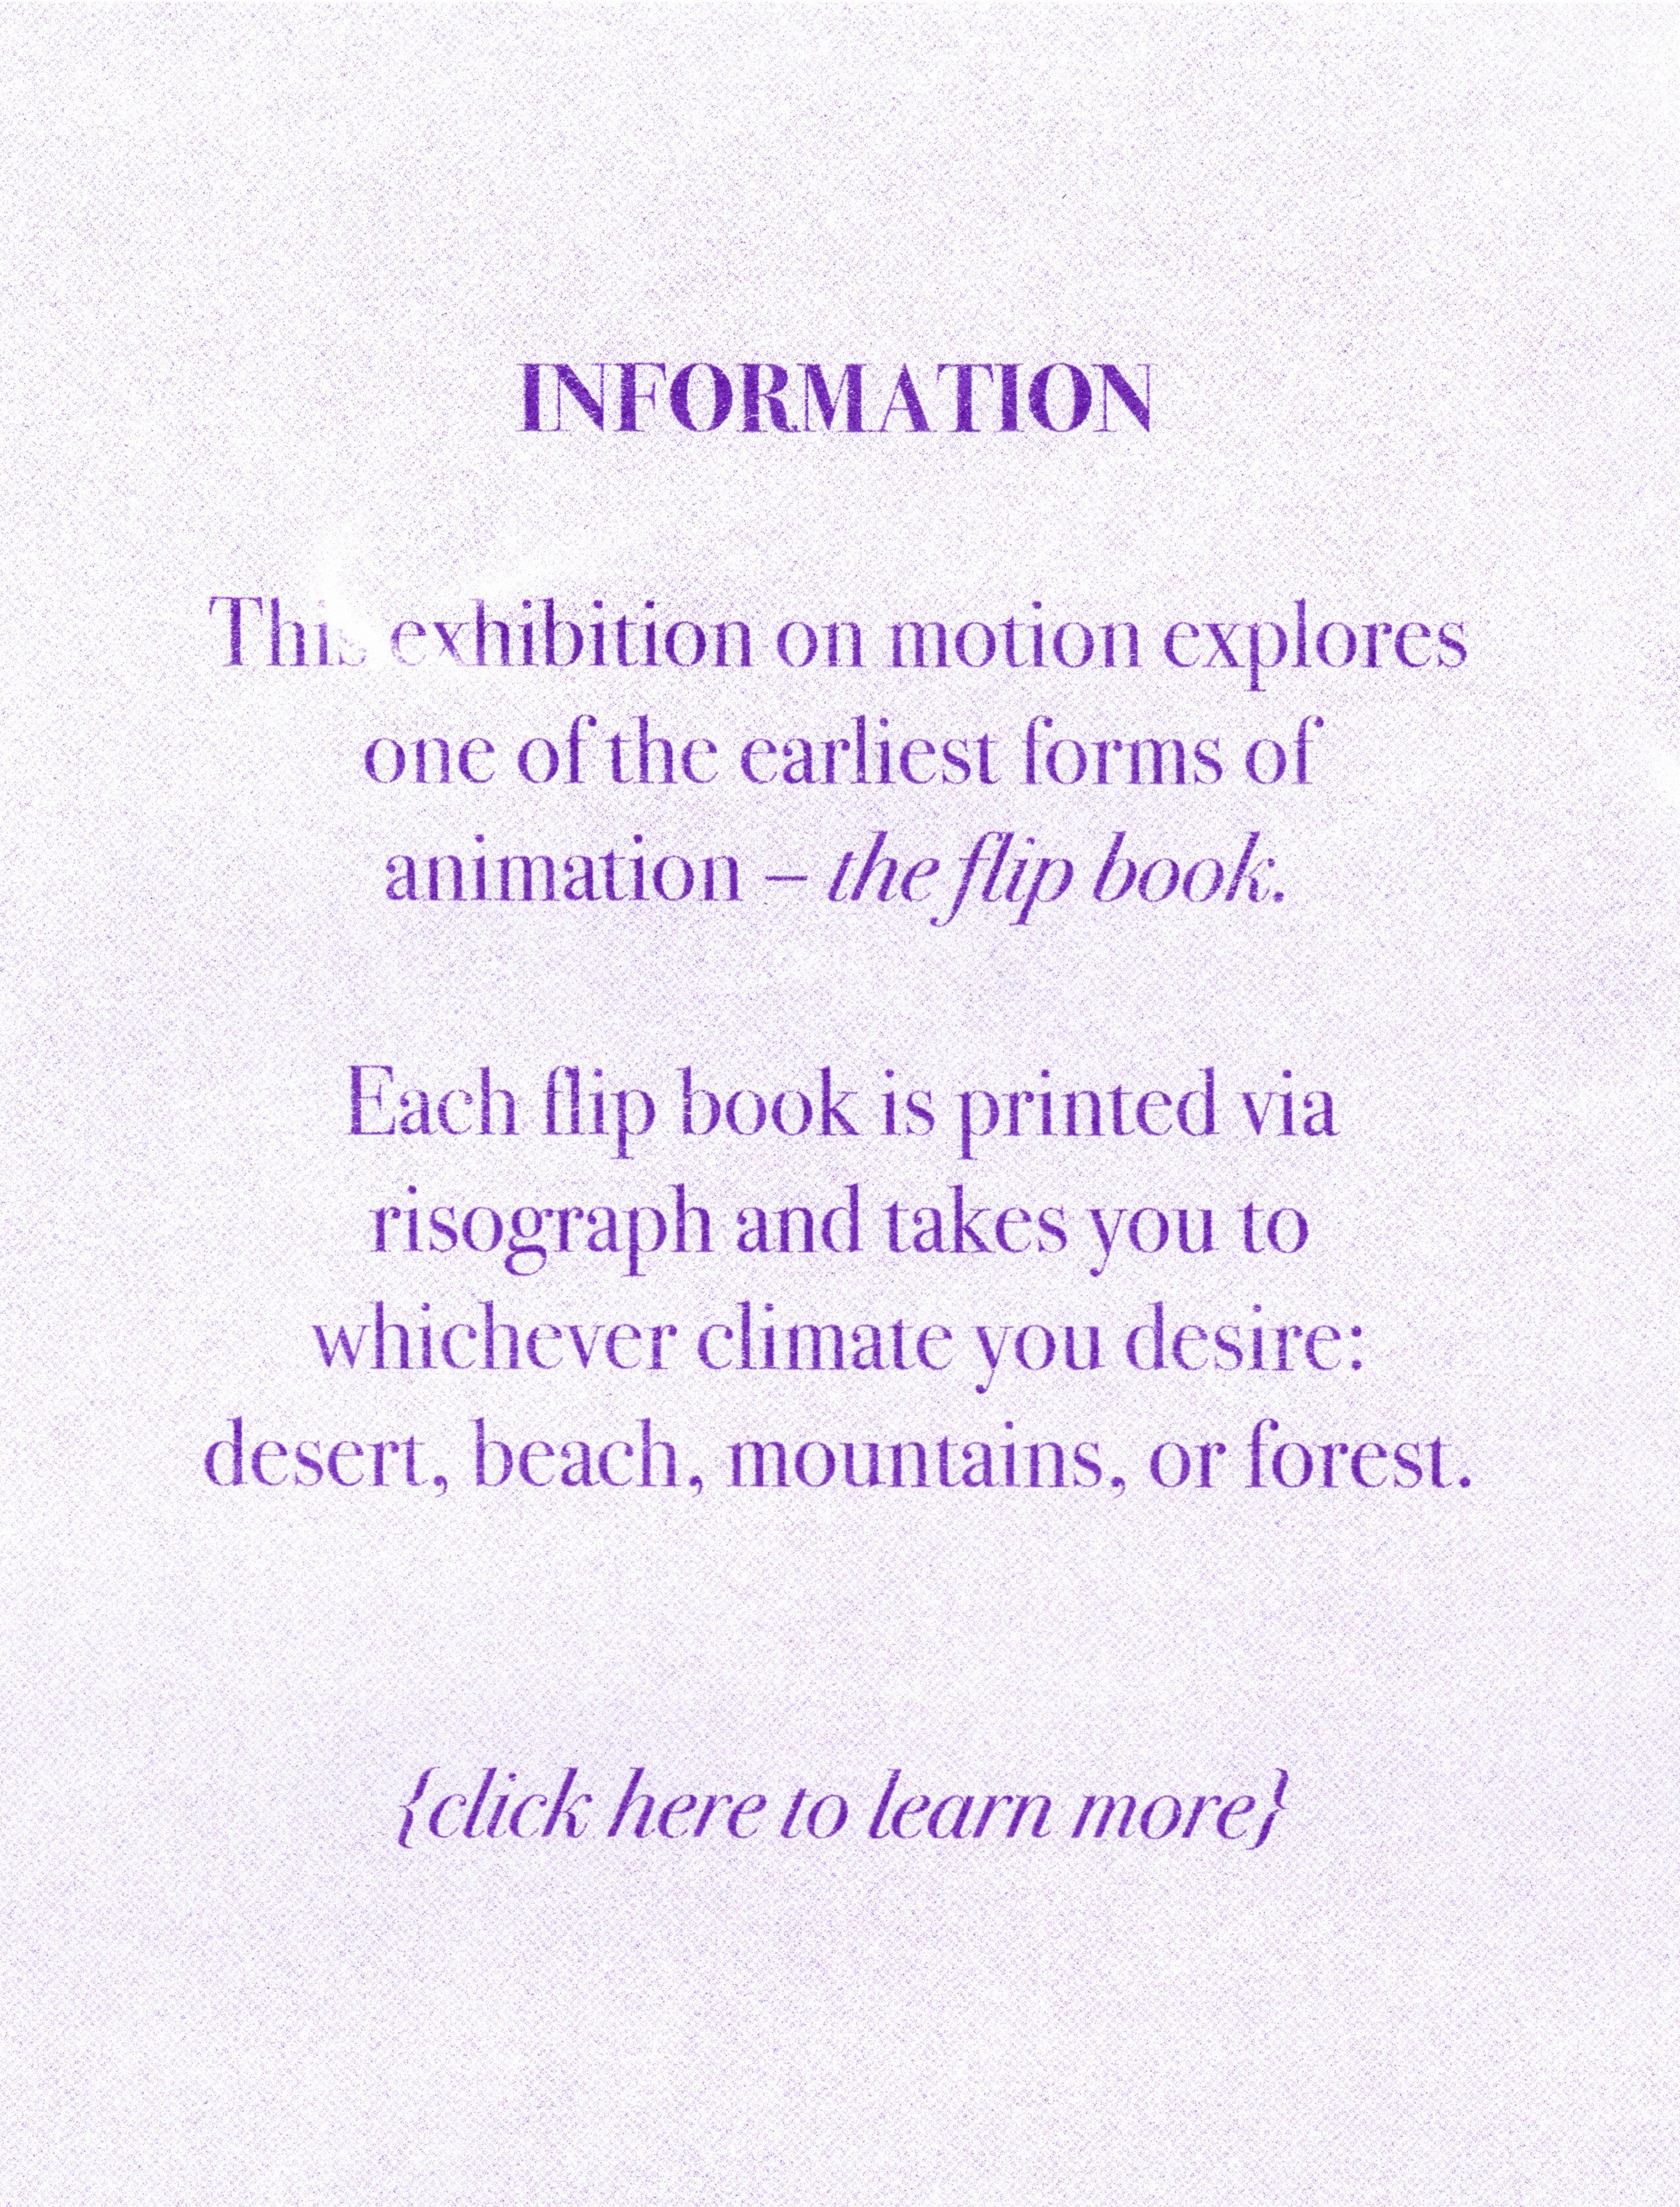 INFORMATION
This exhibition on motion explores
one of the earliest forms of
animation – the flip book.
Each flip book is printed via
risograph and takes you to
whichever climate you desire:
desert, beach, mountains, or forest.
{click here to learn more}